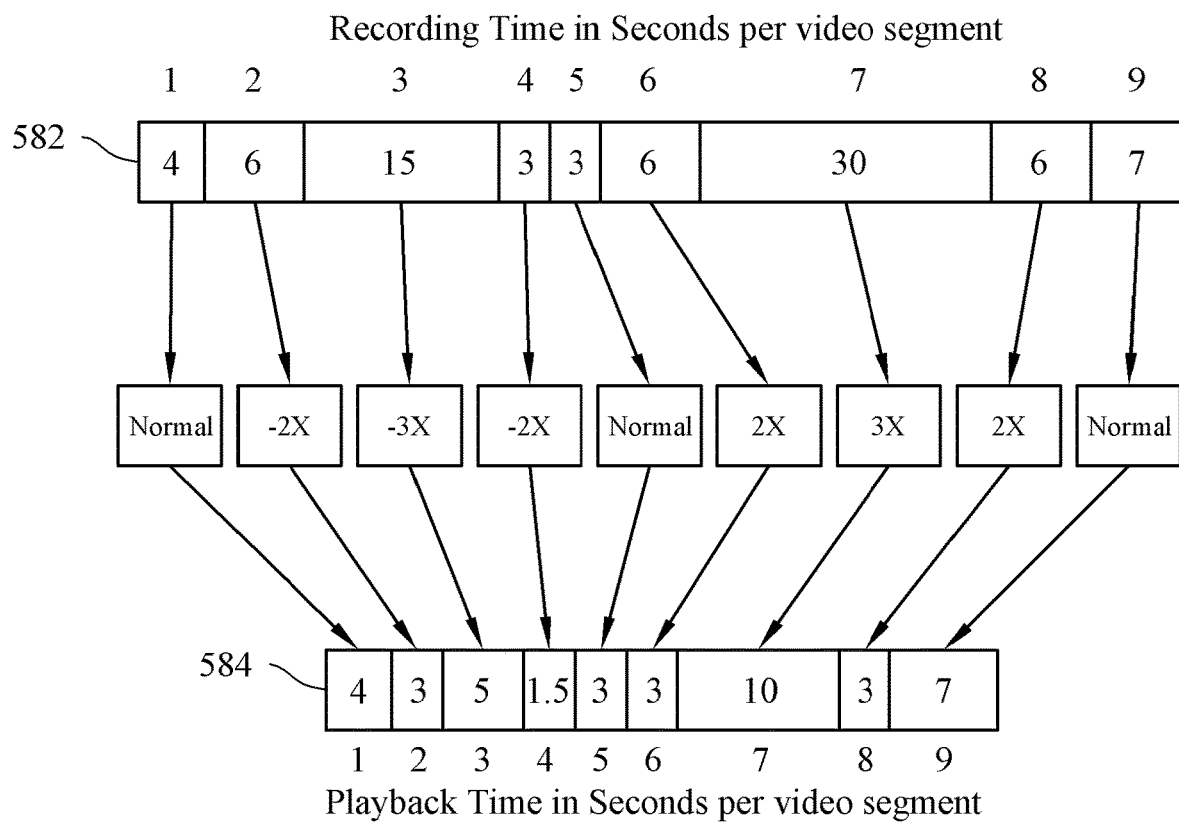 Recording Time in Seconds per video segment
1 2 3 4 5 6 7 8 9
582
4 6 15 3 3 6 30 6 7
Normal -2X -3X -2X Normal 2X 3X 2X Normal
584
4 3 5 1.5 3 3 10 3 7
1 2 3 4 5 6 7 8 9
Playback Time in Seconds per video segment